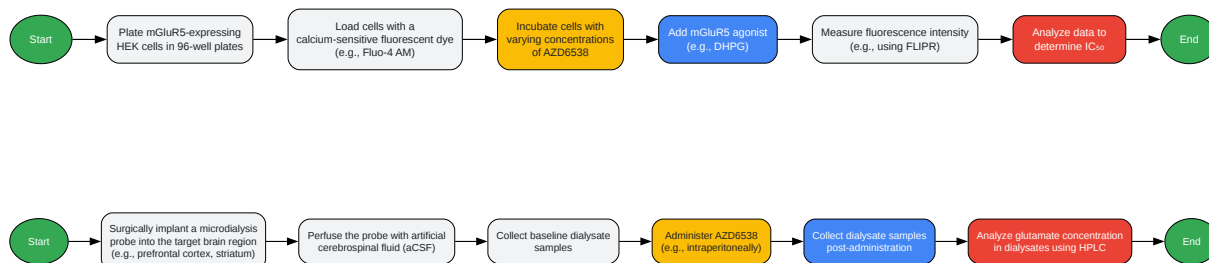 Start
Plate mGluR5-expressing
HEK cells in 96-well plates
Load cells with a
calcium-sensitive fluorescent dye
(e.g., Fluo-4 AM)
Incubate cells with
varying concentrations
of AZD6538
Add mGluR5 agonist
(e.g., DHPG)
Measure fluorescence intensity
(e.g., using FLIPR)
Analyze data to
determine IC₅₀
End
Start
Surgically implant a microdialysis
probe into the target brain region
(e.g., prefrontal cortex, striatum)
Perfuse the probe with artificial
cerebrospinal fluid (aCSF)
Collect baseline dialysate
samples
Administer AZD6538
(e.g., intraperitoneally)
Collect dialysate samples
post-administration
Analyze glutamate concentration
in dialysates using HPLC
End